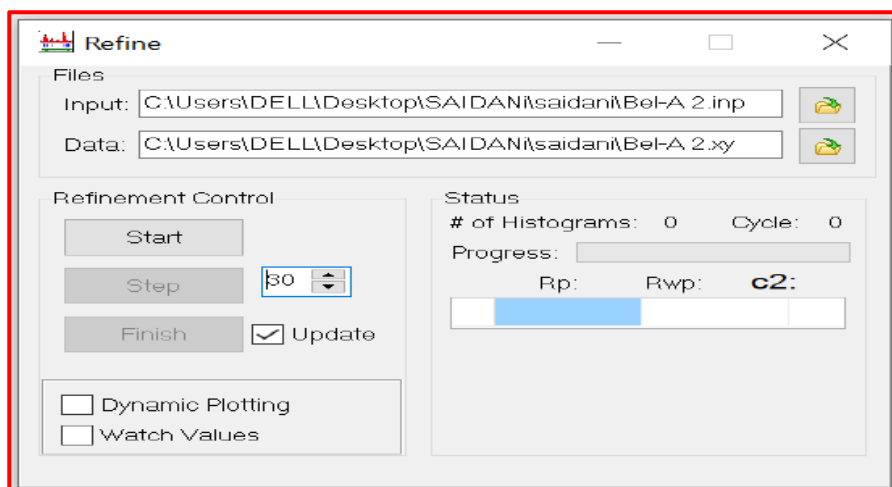 Refine
Files
Input: C:\Users\DELL\Desktop\SAIDANi\saidani\Bel-A 2.inp
Data: C:\Users\DELL\Desktop\SAIDANi\saidani\Bel-A 2.xy
Refinement Control
Start
Step 30
Finish Update
Dynamic Plotting
Watch Values
Status
# of Histograms: 0 Cycle: 0
Progress:
Rp: Rwp: c2: